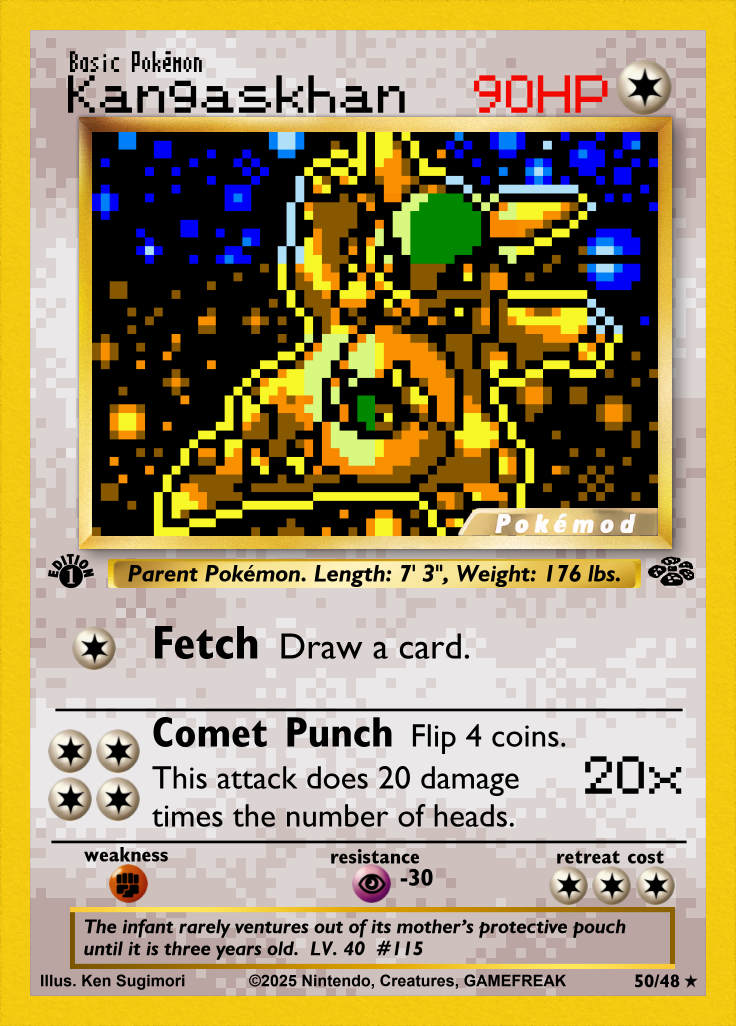 Basic Pokémon
Kangaskhan 90HP
Pokémod
EDITION 1
Parent Pokémon. Length: 7' 3", Weight: 176 lbs.
Fetch Draw a card.
Comet Punch Flip 4 coins.
This attack does 20 damage
times the number of heads.
20x
weakness resistance retreat cost
-30
The infant rarely ventures out of its mother's protective pouch
until it is three years old. LV. 40 #115
Illus. Ken Sugimori ©2025 Nintendo, Creatures, GAMEFREAK 50/48 ★